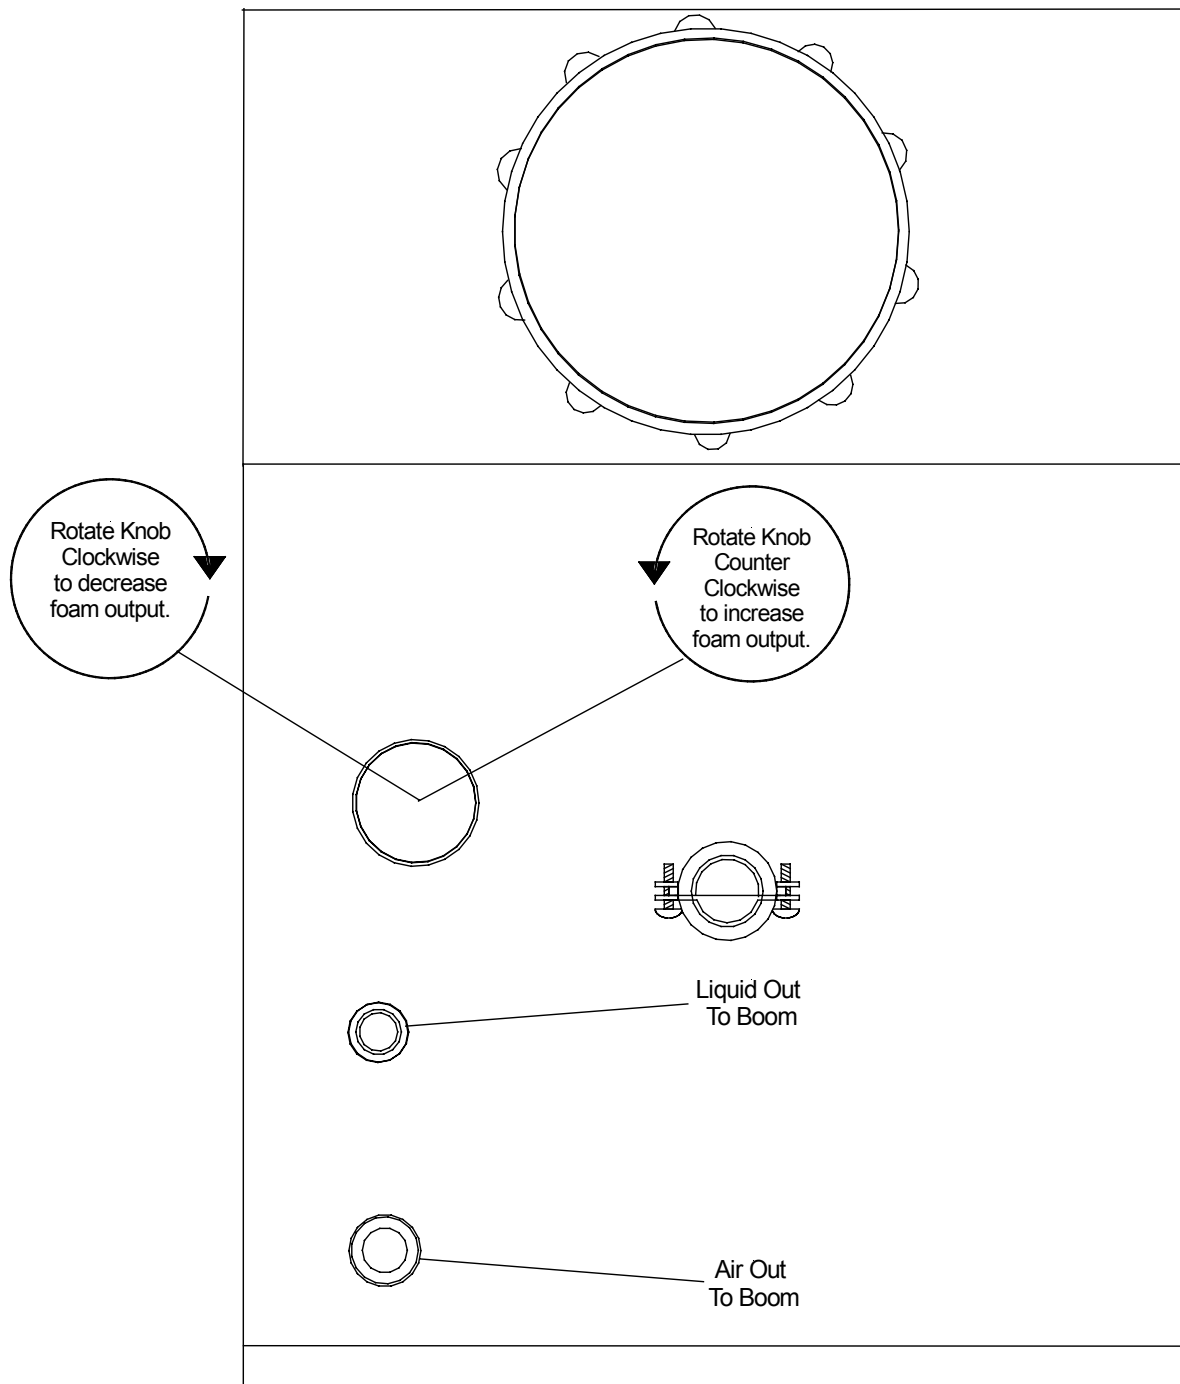 Rotate Knob
Clockwise
to decrease
foam output.
Rotate Knob
Counter
Clockwise
to increase
foam output.
Liquid Out
To Boom
Air Out
To Boom